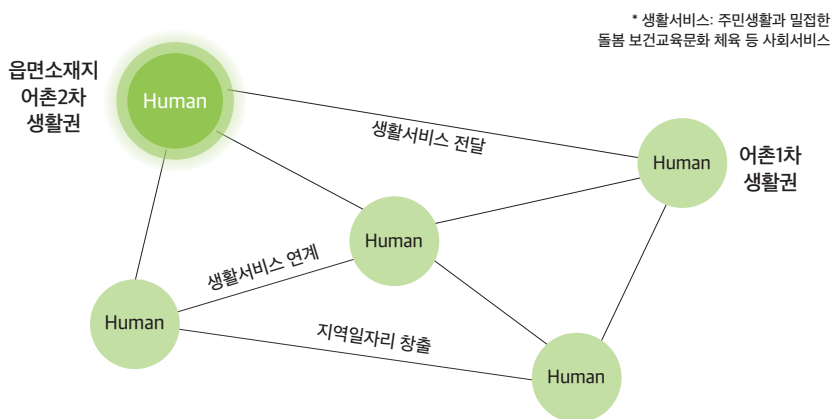 * 생활서비스: 주민생활과 밀접한
돌봄 보건교육문화 체육 등 사회서비스
읍면소재지
어촌2차
생활권
Human
생활서비스 전달
Human
어촌1차
생활권
Human
생활서비스 연계
Human
지역일자리 창출
Human